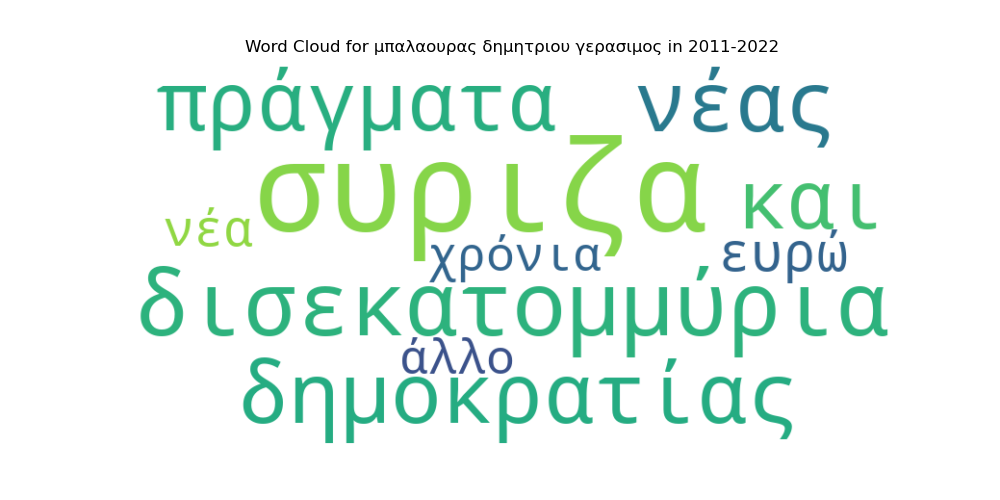 Word Cloud for μπαλαουρας δημητριου γερασιμος in 2011-2022
πράγματα νέας
συριζα και
νέα χρόνια ευρώ
δισεκατομμύρια
άλλο
δημοκρατίας